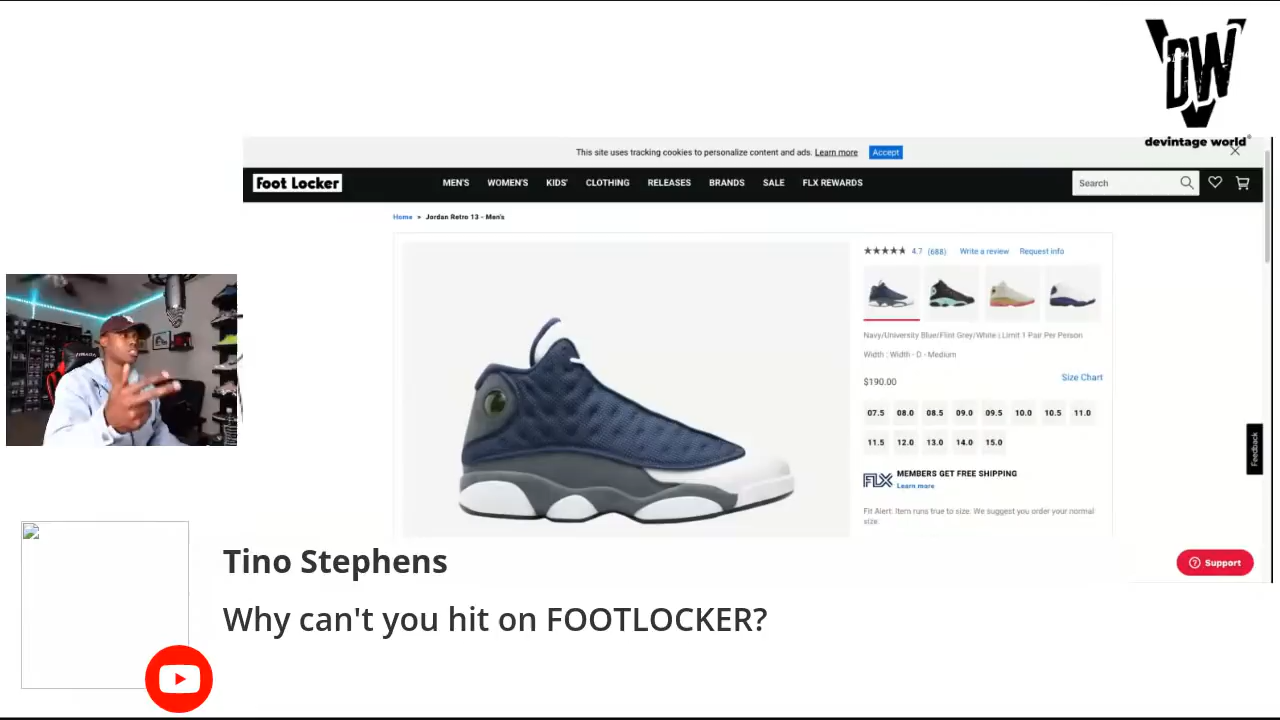 DW
devintage world
This site uses tracking cookies to personalize content and ads. Learn more Accept
Foot Locker MEN'S WOMEN'S KIDS' CLOTHING RELEASES BRANDS SALE FLX REWARDS Search
Home » Jordan Retro 13 - Men's
4.7 (688) Write a review Request info
Navy/University Blue/Flint Grey/White | Limit 1 Pair Per Person
Width : Width - D - Medium
$190.00 Size Chart
07.5 08.0 08.5 09.0 09.5 10.0 10.5 11.0
11.5 12.0 13.0 14.0 15.0
Feedback
FLX MEMBERS GET FREE SHIPPING
Learn more
Fit Alert: Item runs true to size. We suggest you order your normal
size.
Support
Tino Stephens
Why can't you hit on FOOTLOCKER?